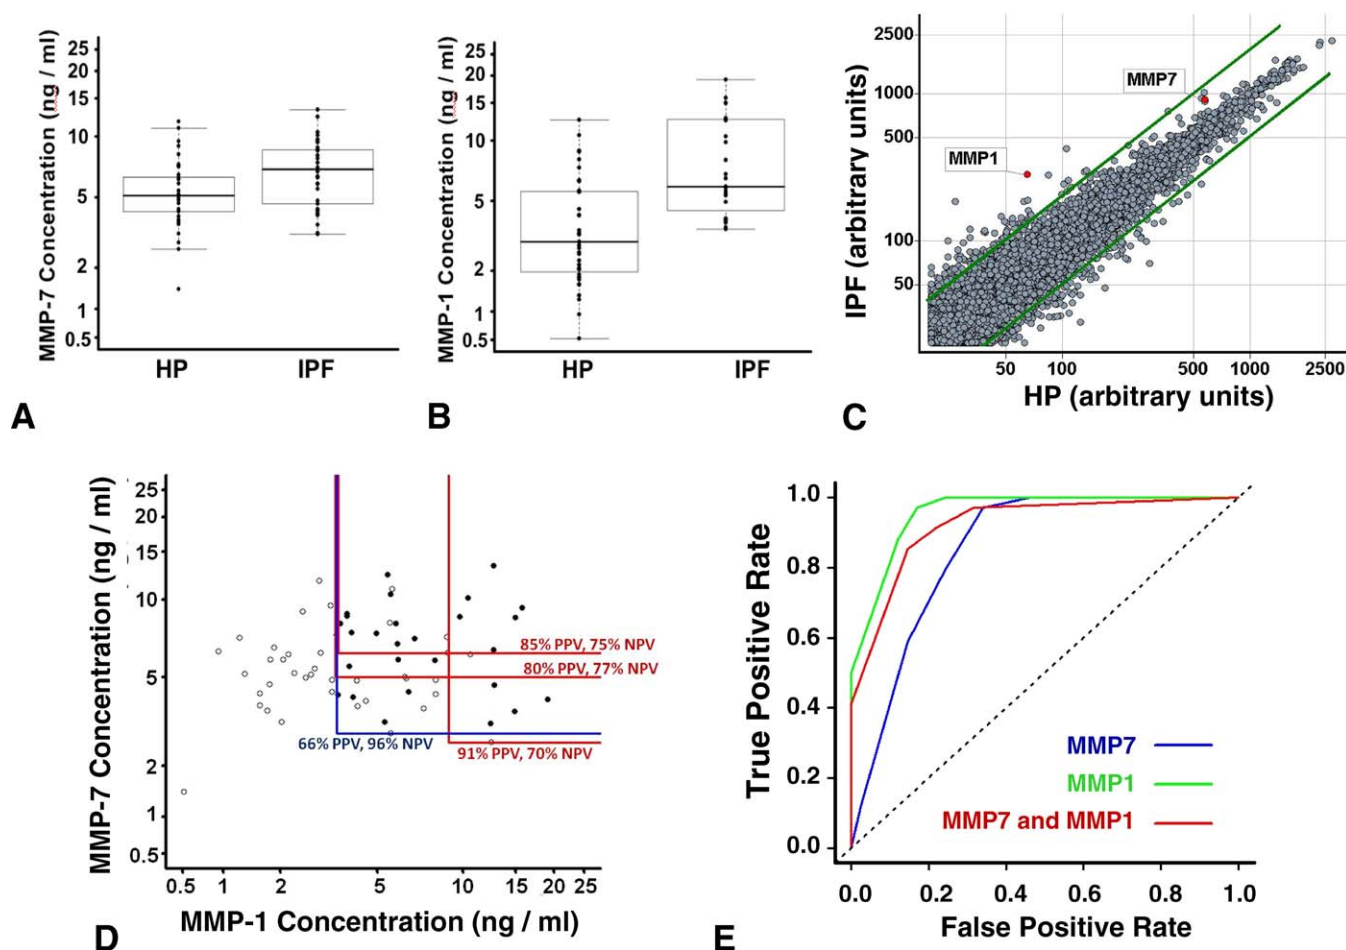 MMP-7 Concentration (ng / ml)
25
20
15
10
5
2
1
0.5
HP
IPF
A
MMP-1 Concentration (ng / ml)
25
20
15
10
5
2
1
0.5
HP
IPF
B
IPF (arbitrary units)
2500
1000
500
100
50
MMP7
MMP1
50 100 500 1000 2500
HP (arbitrary units)
C
MMP-7 Concentration (ng / ml)
25
20
15
10
5
2
1
0.5
85% PPV, 75% NPV
80% PPV, 77% NPV
66% PPV, 96% NPV
91% PPV, 70% NPV
0.5 1 2 5 10 15 20 25
MMP-1 Concentration (ng / ml)
D
True Positive Rate
1.0
0.8
0.6
0.4
0.2
0.0
MMP7
MMP1
MMP7 and MMP1
0.0 0.2 0.4 0.6 0.8 1.0
False Positive Rate
E